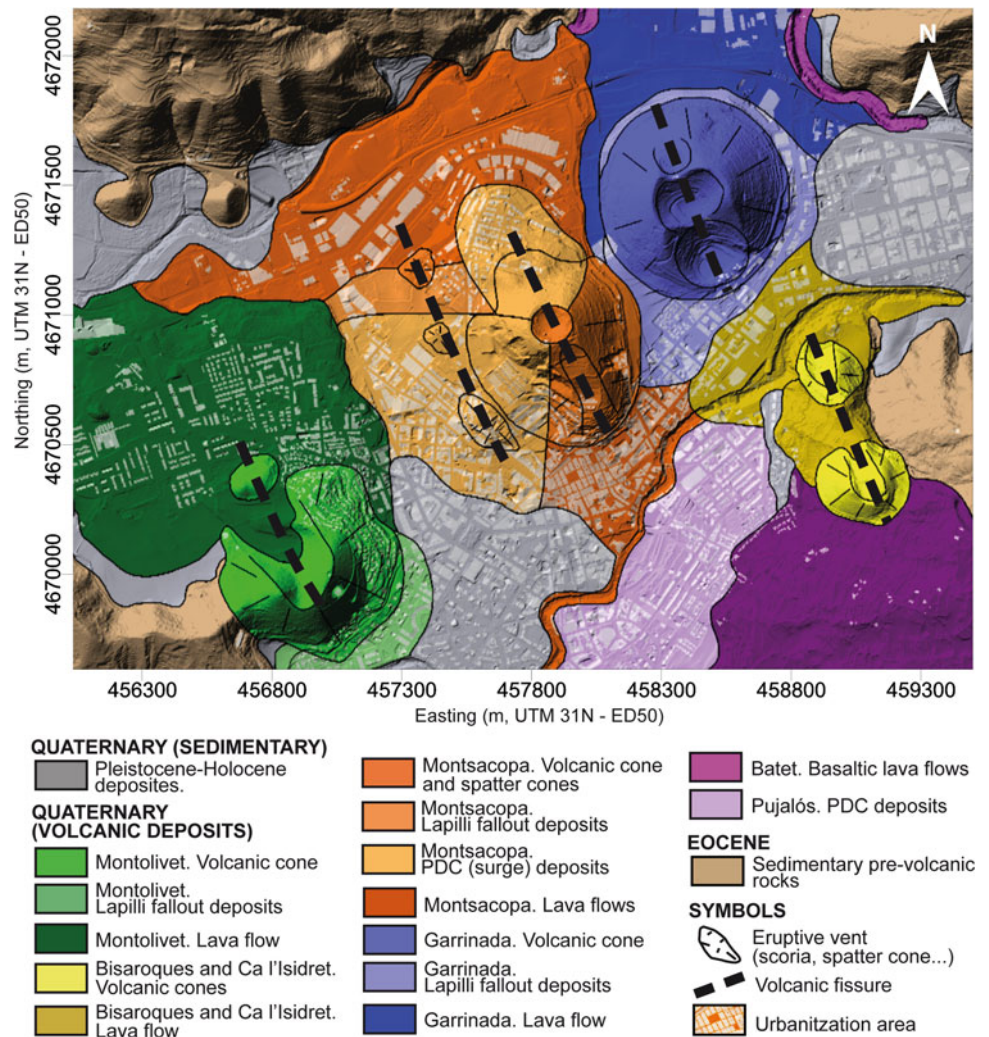 N
4672000
4671500
4671000
4670500
4670000
Northing (m, UTM 31N - ED50)
456300 456800 457300 457800 458300 458800 459300
Easting (m, UTM 31N - ED50)
QUATERNARY (SEDIMENTARY)
Pleistocene-Holocene
deposites.
QUATERNARY
(VOLCANIC DEPOSITS)
Montolivet. Volcanic cone
Montolivet.
Lapilli fallout deposits
Montolivet. Lava flow
Bisaroques and Ca l'Isidret.
Volcanic cones
Bisaroques and Ca l'Isidret.
Lava flow
Montsacopa. Volcanic cone
and spatter cones
Montsacopa.
Lapilli fallout deposits
Montsacopa.
PDC (surge) deposits
Montsacopa. Lava flows
Garrinada. Volcanic cone
Garrinada.
Lapilli fallout deposits
Garrinada. Lava flow
Batet. Basaltic lava flows
Pujalós. PDC deposits
EOCENE
Sedimentary pre-volcanic
rocks
SYMBOLS
Eruptive vent
(scoria, spatter cone...)
Volcanic fissure
Urbanitzation area